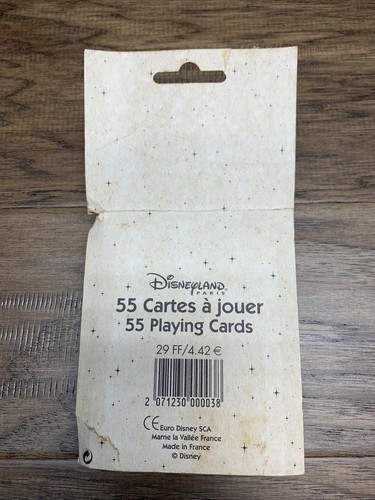 Disneyland
PARIS
55 Cartes à jouer
55 Playing Cards
29 FF/4.42 €
2 071230 000038
CE Euro Disney SCA
Marne la Vallée France
Made in France
© Disney